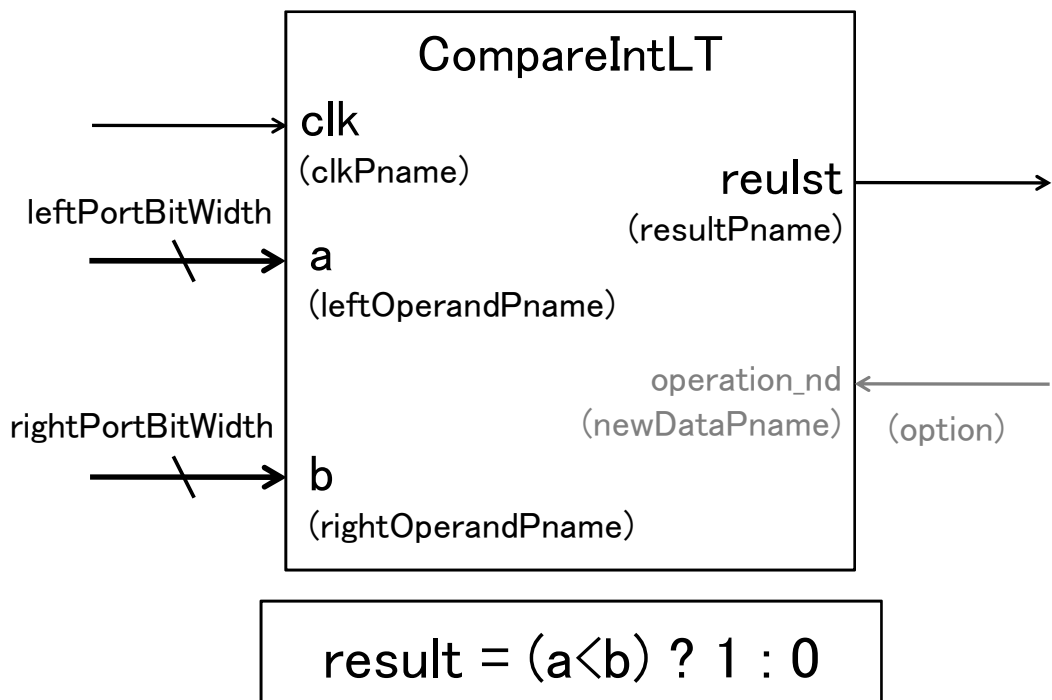 CompareIntLT
clk
(clkPname)
leftPortBitWidth
a
(leftOperandPname)
rightPortBitWidth
b
(rightOperandPname)
reulst
(resultPname)
operation_nd
(newDataPname)
(option)
result = (a<b) ? 1 : 0